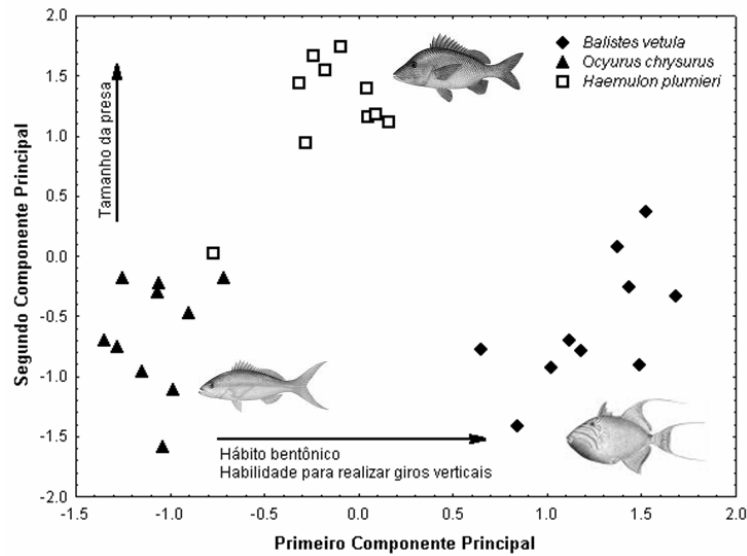 2.0
1.5
1.0
0.5
0.0
-0.5
-1.0
-1.5
-2.0
Segundo Componente Principal
Tamanho da presa
Balistes vetula
Ocyurus chrysurus
Haemulon plumieri
Hábito bentônico
Habilidade para realizar giros verticais
-1.5 -1.0 -0.5 0.0 0.5 1.0 1.5 2.0
Primeiro Componente Principal